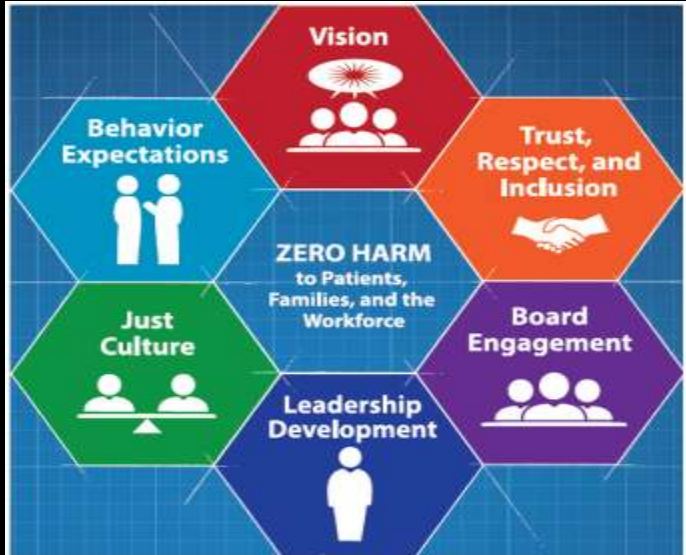 Vision
Behavior
Expectations
Trust,
Respect, and
Inclusion
ZERO HARM
to Patients,
Families, and the
Workforce
Just
Culture
Board
Engagement
Leadership
Development